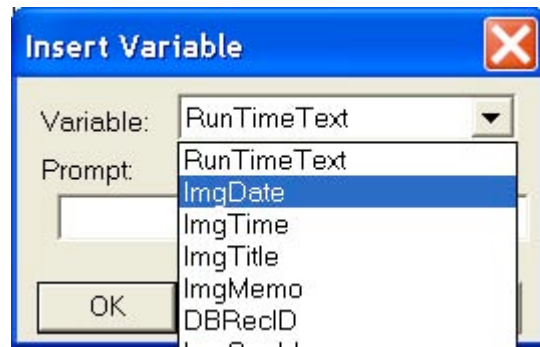 Insert Variable
Variable: RunTimeText
Prompt: RunTimeText
ImgDate
ImgTime
ImgTitle
ImgMemo
OK
DBRecID